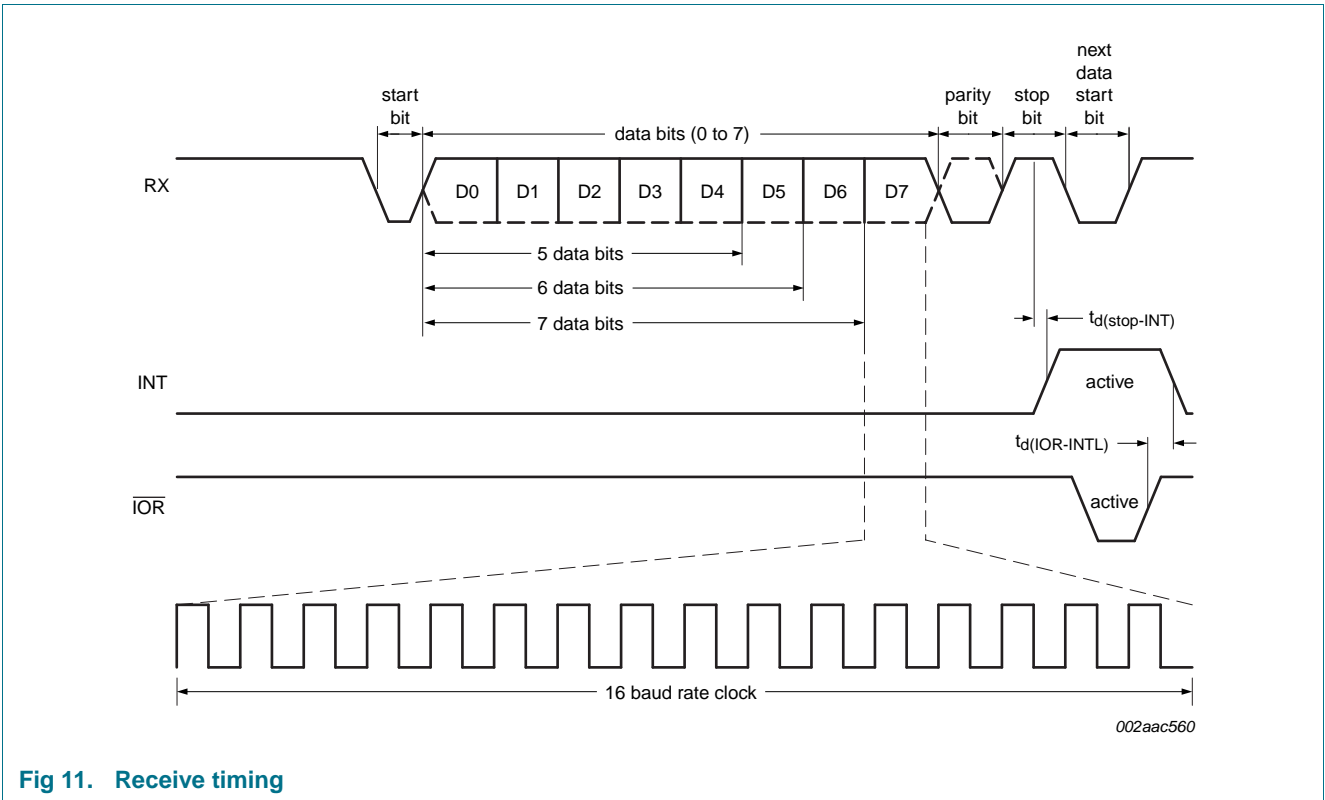 next
data
start
bit
start
bit
parity
bit
stop
bit
data bits (0 to 7)
RX
D0 D1 D2 D3 D4 D5 D6 D7
5 data bits
6 data bits
7 data bits
td(stop-INT)
INT
active
td(IOR-INTL)
IOR
active
16 baud rate clock
002aac560
Fig 11. Receive timing